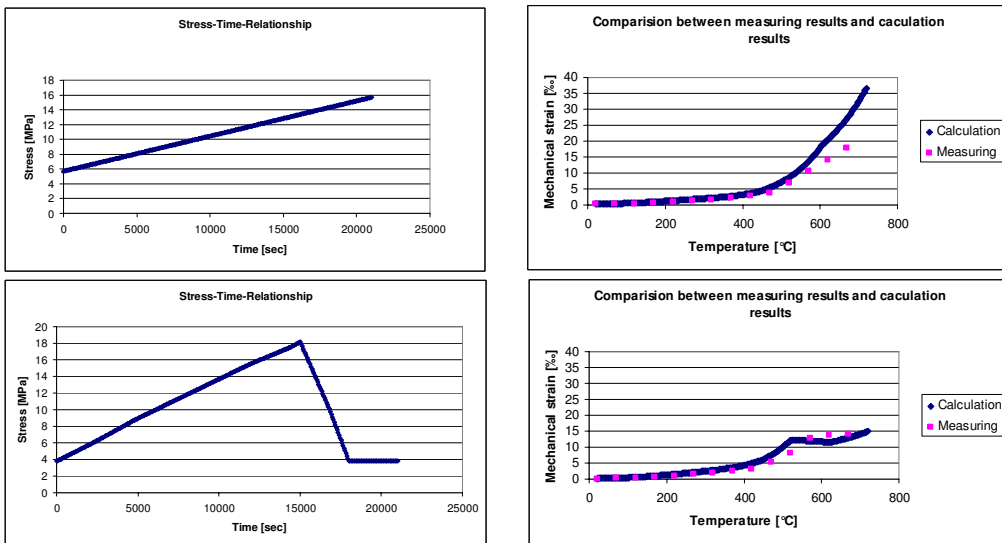 Stress-Time-Relationship
Stress [MPa]
18
16
14
12
10
8
6
4
2
0
0 5000 10000 15000 20000 25000
Time [sec]
Comparision between measuring results and caculation
results
Mechanical strain [‰]
40
35
30
25
20
15
10
5
0
0 200 400 600 800
Temperature [°C]
Calculation
Measuring
Stress-Time-Relationship
Stress [MPa]
20
18
16
14
12
10
8
6
4
2
0
0 5000 10000 15000 20000 25000
Time [sec]
Comparision between measuring results and caculation
results
Mechanical strain [‰]
40
35
30
25
20
15
10
5
0
0 200 400 600 800
Temperature [°C]
Calculation
Measuring